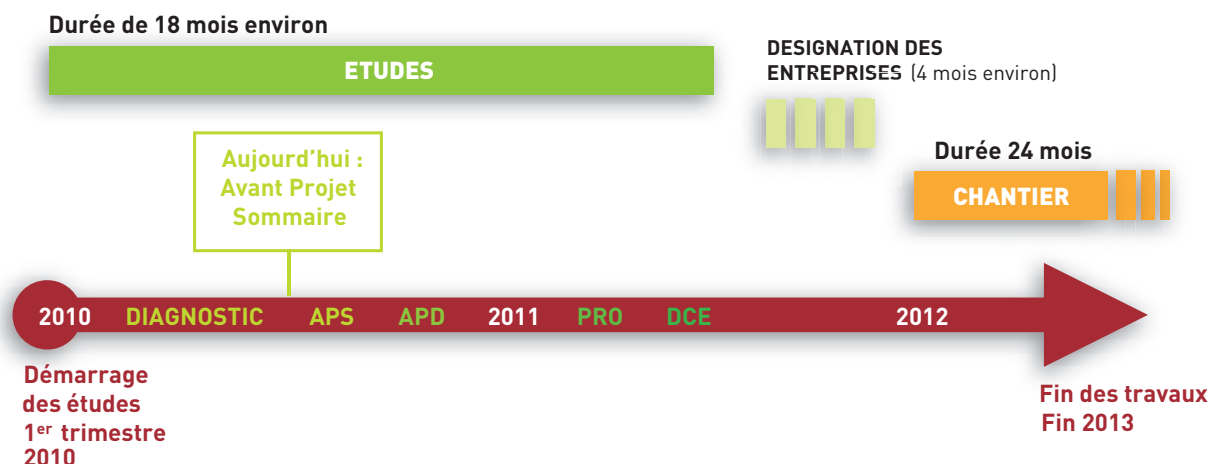 Durée de 18 mois environ
ETUDES
DESIGNATION DES
ENTREPRISES (4 mois environ)
Aujourd'hui :
Avant Projet
Sommaire
Durée 24 mois
CHANTIER
2010 DIAGNOSTIC APS APD 2011 PRO DCE 2012
Démarrage
des études
1er trimestre
2010
Fin des travaux
Fin 2013